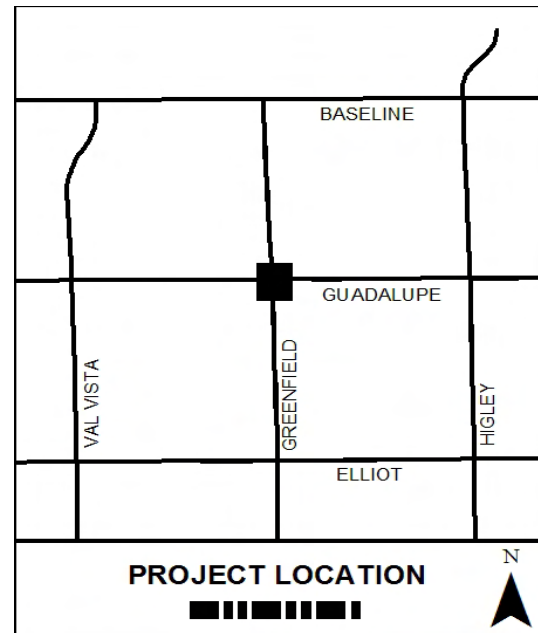 BASELINE
GUADALUPE
VAL VISTA
GREENFIELD
HIGLEY
ELLIOT
PROJECT LOCATION
N